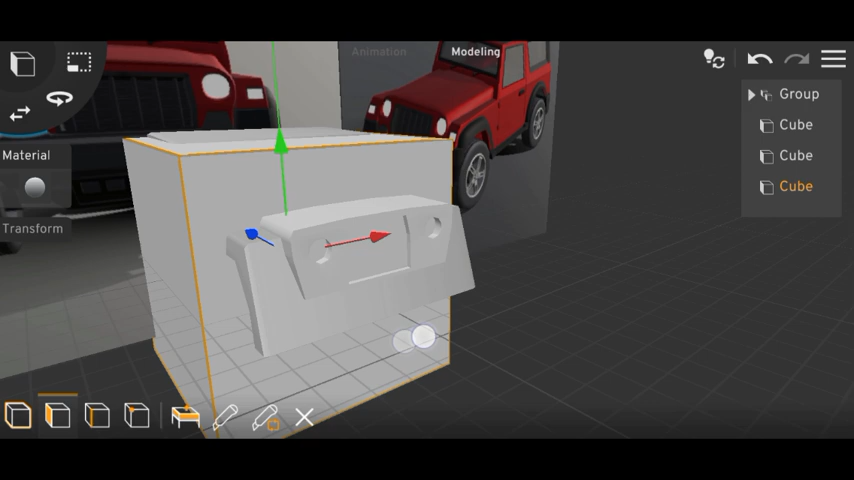 Animation
Modeling
Group
Cube
Cube
Cube
Material
Transform